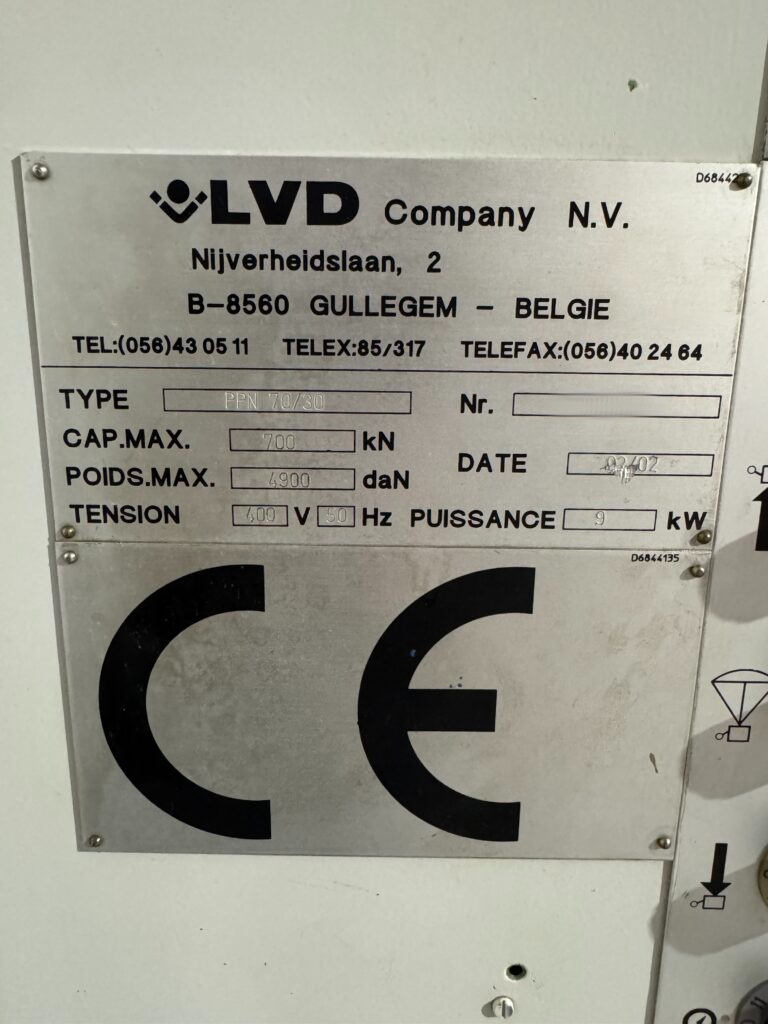 LVD Company N.V.
Nijverheidslaan, 2
B-8560 GULLEGEM - BELGIE
TEL:(056)43 05 11 TELEX:85/317 TELEFAX:(056)40 24 64
TYPE PPN 70/30 Nr.
CAP.MAX. 700 kN
POIDS.MAX. 4900 daN
DATE 02/02
TENSION 400 V 50 Hz PUISSANCE 9 kW
D6844135
CE